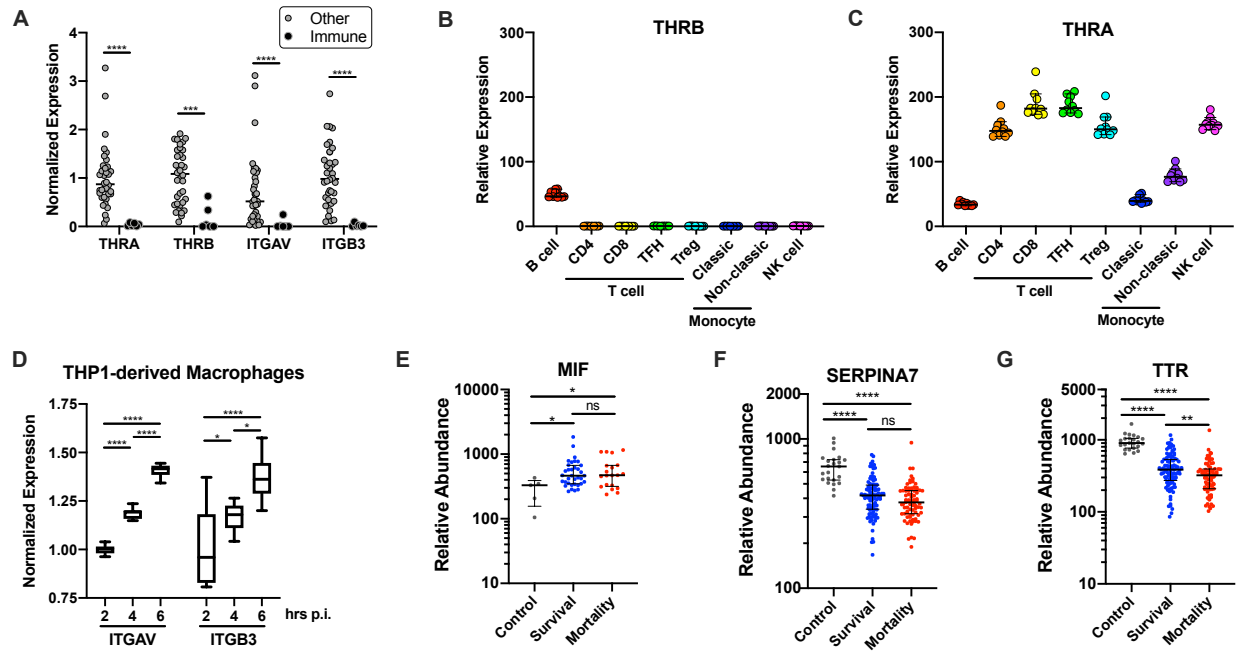 A
Other
Immune
Normalized Expression
4
3
2
1
0
****
***
****
****
THRA
THRB
ITGAV
ITGB3
B
THRB
Relative Expression
300
200
100
0
B cell
CD4
CD8
TFH
Treg
Classic
Non-classic
NK cell
T cell
Monocyte
C
THRA
Relative Expression
300
200
100
0
B cell
CD4
CD8
TFH
Treg
Classic
Non-classic
NK cell
T cell
Monocyte
D
THP1-derived Macrophages
Normalized Expression
1.75
1.50
1.25
1.00
0.75
****
****
****
****
*
*
2 4 6 2 4 6 hrs p.i.
ITGAV
ITGB3
E
MIF
Relative Abundance
10000
1000
100
10
*
*
ns
Control
Survival
Mortality
F
SERPINA7
Relative Abundance
2000
100
****
****
ns
Control
Survival
Mortality
G
TTR
Relative Abundance
5000
1000
100
10
****
****
**
Control
Survival
Mortality